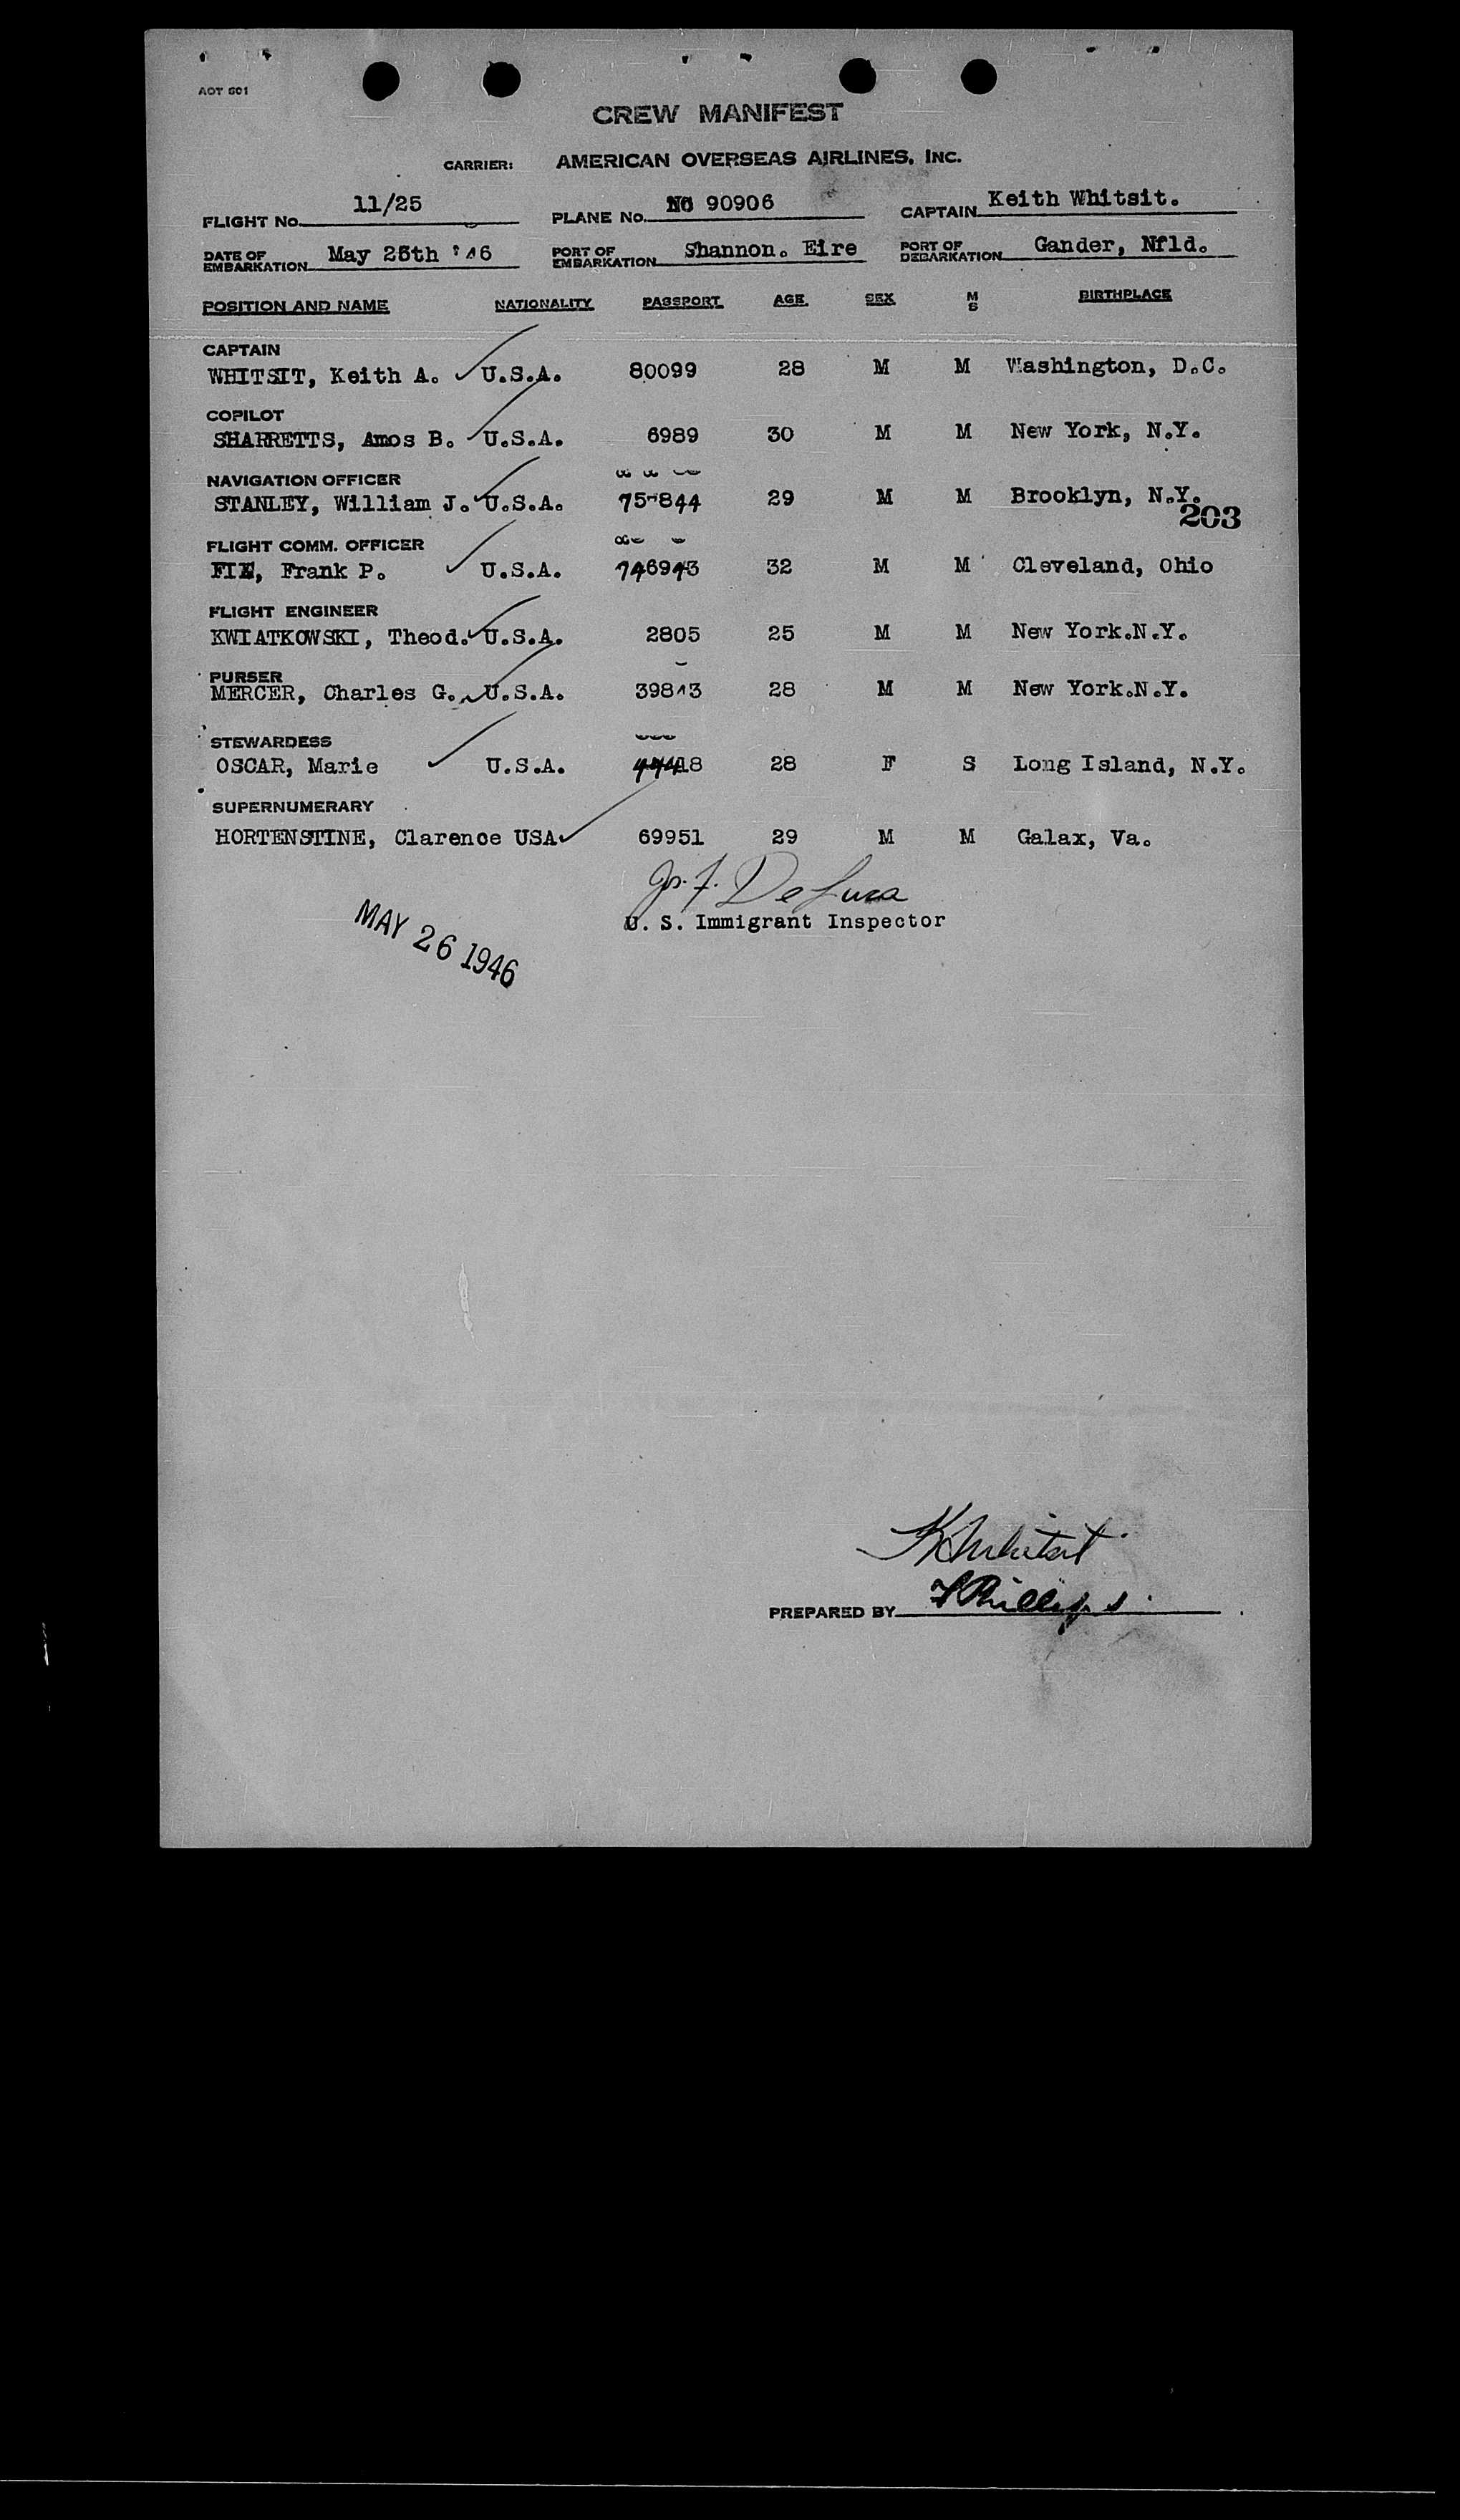 AOT 601
CREW MANIFEST
CARRIER: AMERICAN OVERSEAS AIRLINES, INC.
FLIGHT No. 11/25 PLANE No. NC 90906 CAPTAIN Keith Whitsit.
DATE OF EMBARKATION May 25th '46 PORT OF EMBARKATION Shannon. Eire PORT OF DEBARKATION Gander, Nfld.
POSITION AND NAME NATIONALITY PASSPORT AGE SEX M S BIRTHPLACE
CAPTAIN
WHITSIT, Keith A. U.S.A. 80099 28 M M Washington, D.C.
COPILOT
SHARRETTS, Amos B. U.S.A. 6989 30 M M New York, N.Y.
NAVIGATION OFFICER
STANLEY, William J. U.S.A. 29 M M Brooklyn, N.Y.
203
FLIGHT COMM. OFFICER
Frank P. U.S.A. 32 M M Cleveland, Ohio
FLIGHT ENGINEER
KWIATKOWSKI, Theod. U.S.A. 2805 25 M M New York.N.Y.
PURSER
MERCER, Charles G. U.S.A. 28 M M New York.N.Y.
STEWARDESS
OSCAR, Marie U.S.A. 28 F S Long Island, N.Y.
SUPERNUMERARY
HORTENSTINE, Clarence USA 69951 29 M M Galax, Va.
Jos. F. De Luca
U. S. Immigrant Inspector
MAY 26 1946
K Whitsit
PREPARED BY Phillips